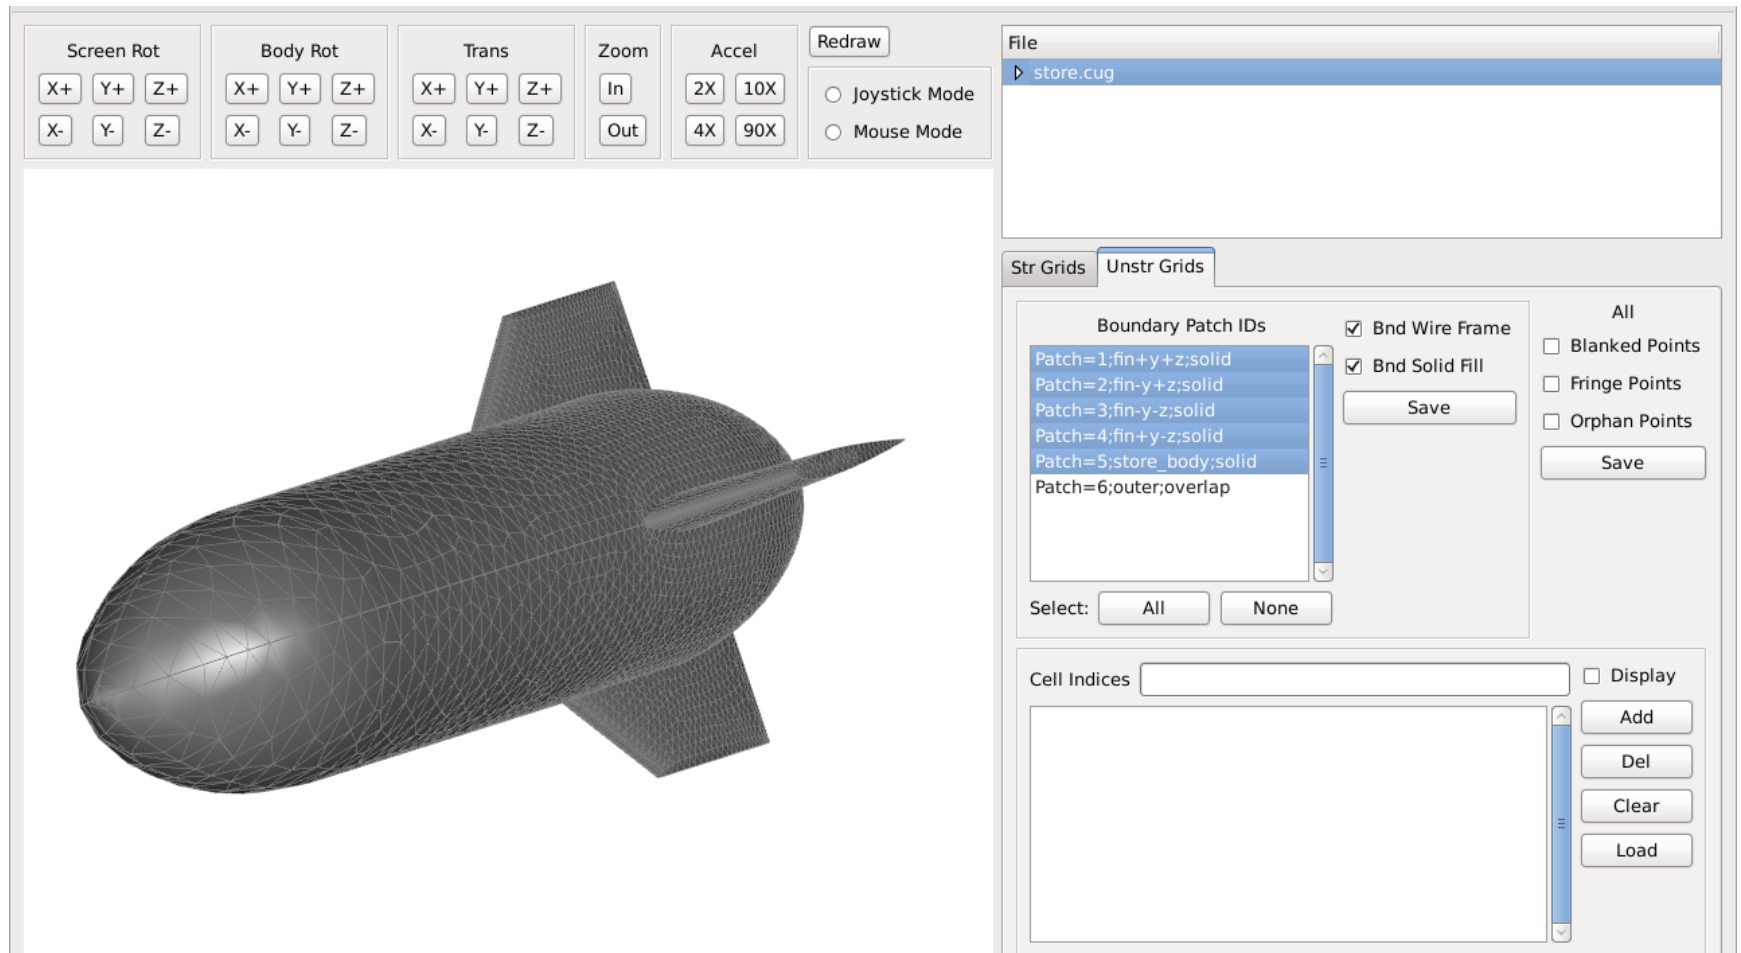 Screen Rot
X+ Y+ Z+
X- Y- Z-
Body Rot
X+ Y+ Z+
X- Y- Z-
Trans
X+ Y+ Z+
X- Y- Z-
Zoom
In
Out
Accel
2X 10X
4X 90X
Redraw
Joystick Mode
Mouse Mode
File
store.cug
Str Grids Unstr Grids
Boundary Patch IDs
Patch=1;fin+y+z;solid
Patch=2;fin-y+z;solid
Patch=3;fin-y-z;solid
Patch=4;fin+y-z;solid
Patch=5;store_body;solid
Patch=6;outer;overlap
Select: All None
Bnd Wire Frame
Bnd Solid Fill
Save
All
Blanked Points
Fringe Points
Orphan Points
Save
Cell Indices
Display
Add
Del
Clear
Load